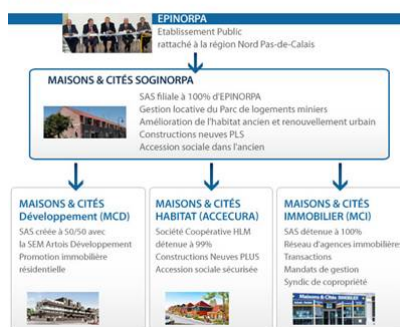 EPINORPA
Etablissement Public
rattaché à la région Nord Pas-de-Calais
MAISONS & CITÉS SOGINORPA
SAS filiale à 100% d'EPINORPA
Gestion locative du Parc de logements miniers
Amélioration de l'habitat ancien et renouvellement urbain
Constructions neuves PLS
Accession sociale dans l'ancien
MAISONS & CITÉS
Développement (MCD)
SAS créée à 50/50 avec
la SEM Artois Développement
Promotion immobilière
résidentielle
MAISONS & CITÉS
HABITAT (ACCECURA)
Société Coopérative HLM
détenue à 99%
Constructions Neuves PLUS
Accession sociale sécurisée
MAISONS & CITÉS
IMMOBILIER (MCI)
SAS détenue à 100%
Réseau d'agences immobilière
Transactions
Mandats de gestion
Syndic de copropriété
Maisons & Cités IMMOBILIER